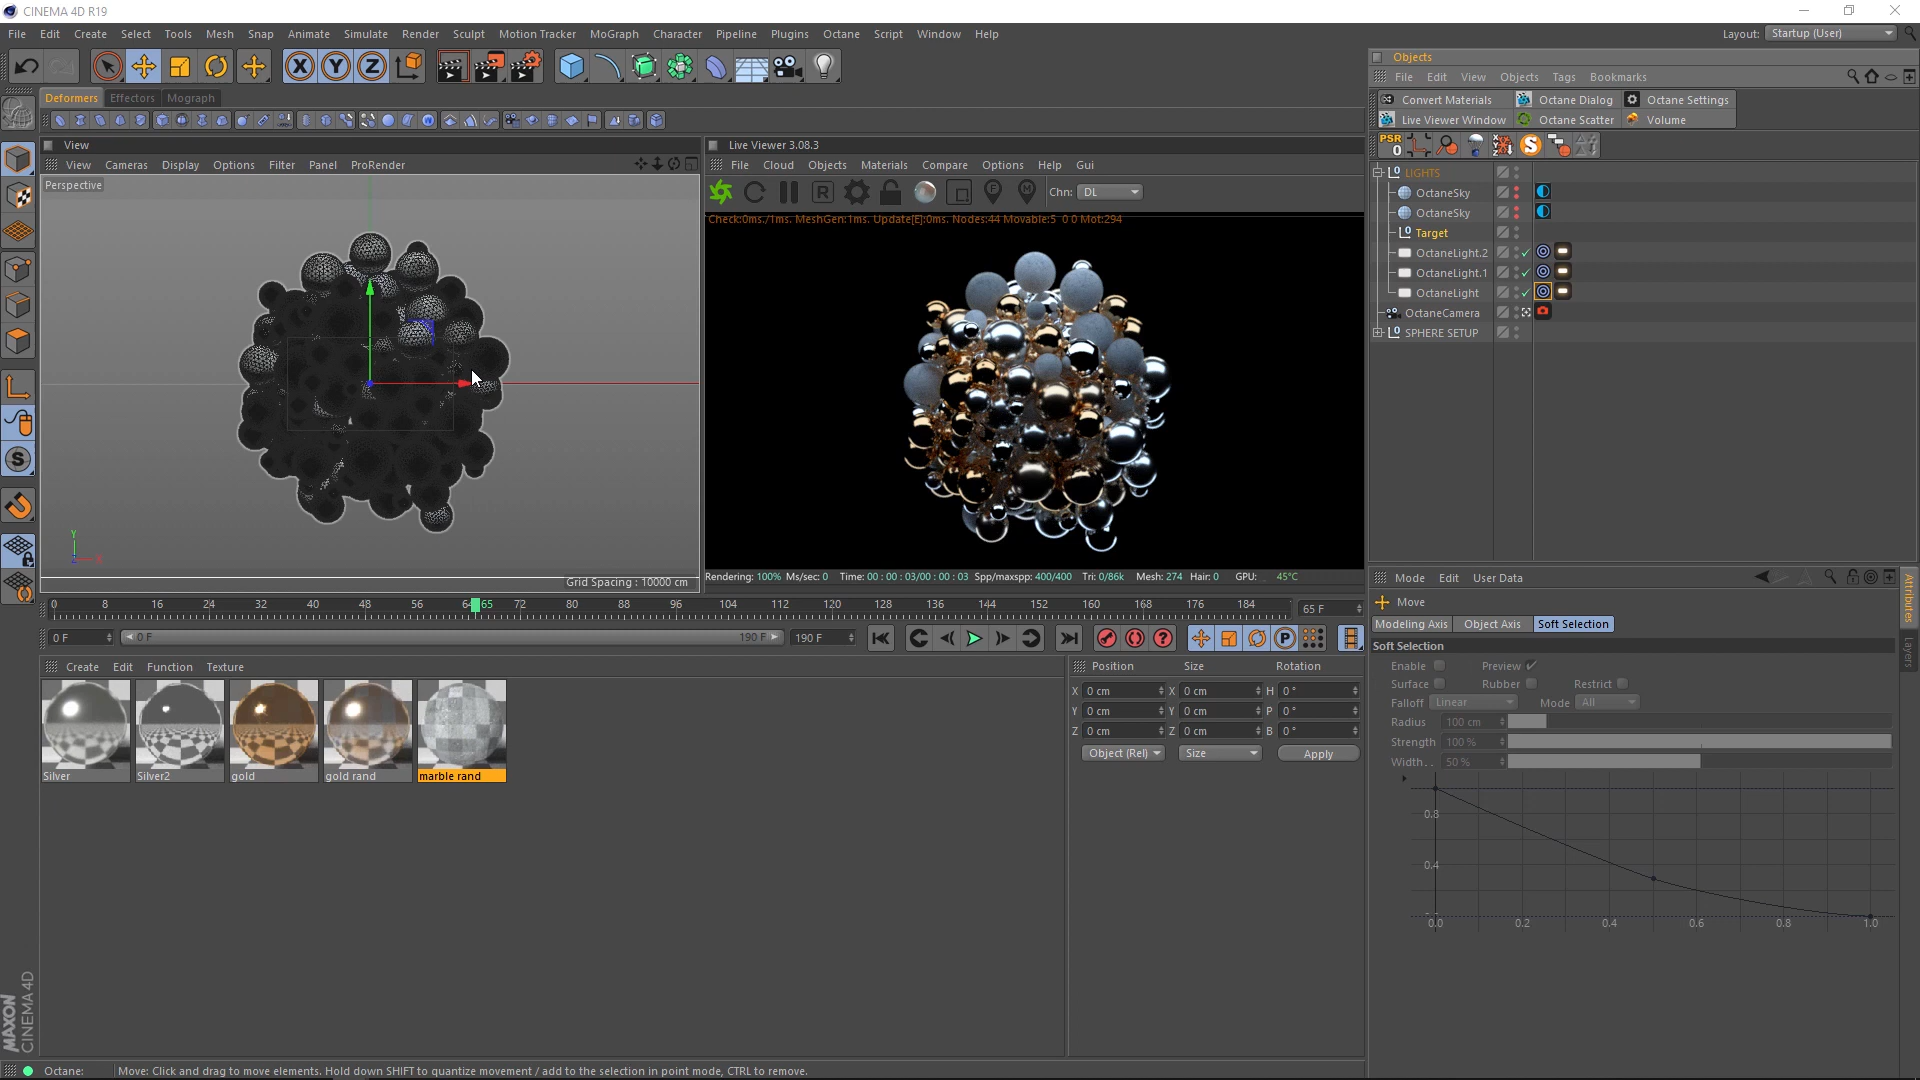 CINEMA 4D R19
File Edit Create Select Tools Mesh Snap Animate Simulate Render Sculpt Motion Tracker MoGraph Character Pipeline Plugins Octane Script Window Help
Layout: Startup (User)
Deformers Effectors Mograph
View
View Cameras Display Options Filter Panel ProRender
Perspective
Y
X
Grid Spacing : 10000 cm
Live Viewer 3.08.3
File Cloud Objects Materials Compare Options Help Gui
Chn: DL
Check:0ms./1ms. MeshGen:1ms. Update[E]:0ms. Nodes:44 Movable:5 0 0 Mot:294
Rendering: 100% Ms/sec: 0 Time: 00 : 00 : 03/00 : 00 : 03 Spp/maxspp: 400/400 Tri: 0/86k Mesh: 274 Hair: 0 GPU: 45°C
0 8 16 24 32 40 48 56 64 65 72 80 88 96 104 112 120 128 136 144 152 160 168 176 184
65 F
0 F 0 F 190 F 190 F
Create Edit Function Texture
Silver Silver2 gold gold rand marble rand
Position Size Rotation
X 0 cm X 0 cm H 0 °
Y 0 cm Y 0 cm P 0 °
Z 0 cm Z 0 cm B 0 °
Object (Rel) Size Apply
Objects
File Edit View Objects Tags Bookmarks
Convert Materials Octane Dialog Octane Settings
Live Viewer Window Octane Scatter Volume
PSR
0
LIGHTS
OctaneSky
OctaneSky
Target
OctaneLight.2
OctaneLight.1
OctaneLight
OctaneCamera
SPHERE SETUP
Mode Edit User Data
Move
Modeling Axis Object Axis Soft Selection
Soft Selection
Enable Preview
Surface Rubber Restrict
Falloff Linear Mode All
Radius 100 cm
Strength 100 %
Width. . 50 %
0.8
0.4
0.0 0.2 0.4 0.6 0.8 1.0
Attributes
Layers
MAXON
CINEMA 4D
Octane: Move: Click and drag to move elements. Hold down SHIFT to quantize movement / add to the selection in point mode, CTRL to remove.